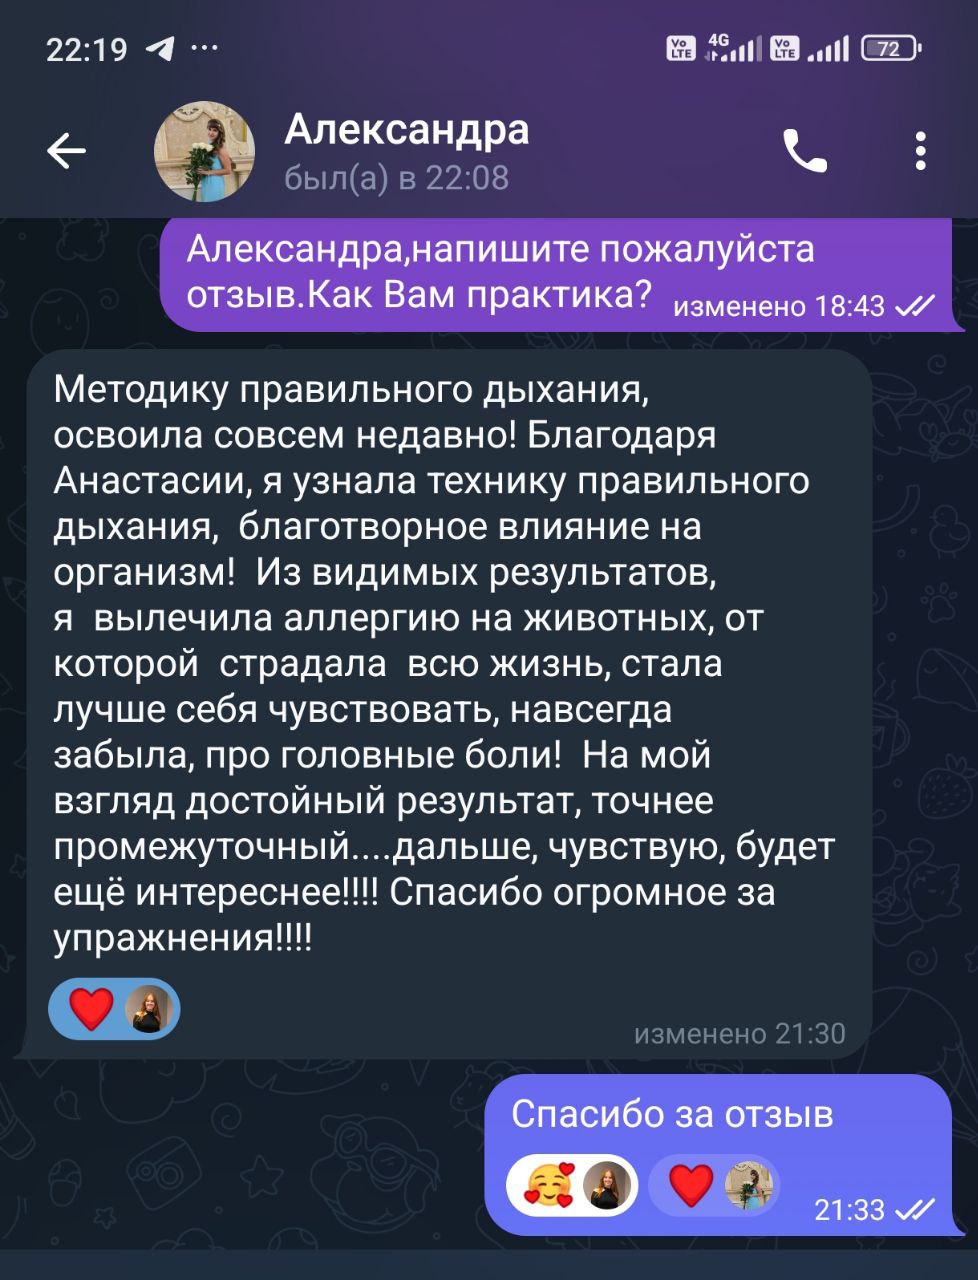 22:19
Vo LTE 4G Vo LTE 72
Александра
был(а) в 22:08
Александра,напишите пожалуйста
отзыв.Как Вам практика?
изменено 18:43
Методику правильного дыхания,
освоила совсем недавно! Благодаря
Анастасии, я узнала технику правильного
дыхания,  благотворное влияние на
организм!  Из видимых результатов,
я  вылечила аллергию на животных, от
которой  страдала  всю жизнь, стала
лучше себя чувствовать, навсегда
забыла, про головные боли!  На мой
взгляд достойный результат, точнее
промежуточный....дальше, чувствую, будет
ещё интереснее!!!! Спасибо огромное за
упражнения!!!!
изменено 21:30
Спасибо за отзыв
21:33